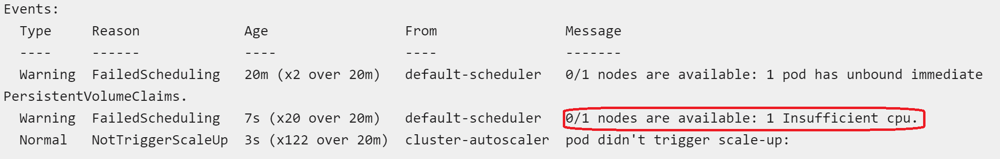 Events:
Type Reason Age From Message
---- ------ ---- ---- -------
Warning FailedScheduling 20m (x2 over 20m) default-scheduler 0/1 nodes are available: 1 pod has unbound immediate
PersistentVolumeClaims.
Warning FailedScheduling 7s (x20 over 20m) default-scheduler 0/1 nodes are available: 1 Insufficient cpu.
Normal NotTriggerScaleUp 3s (x122 over 20m) cluster-autoscaler pod didn't trigger scale-up: